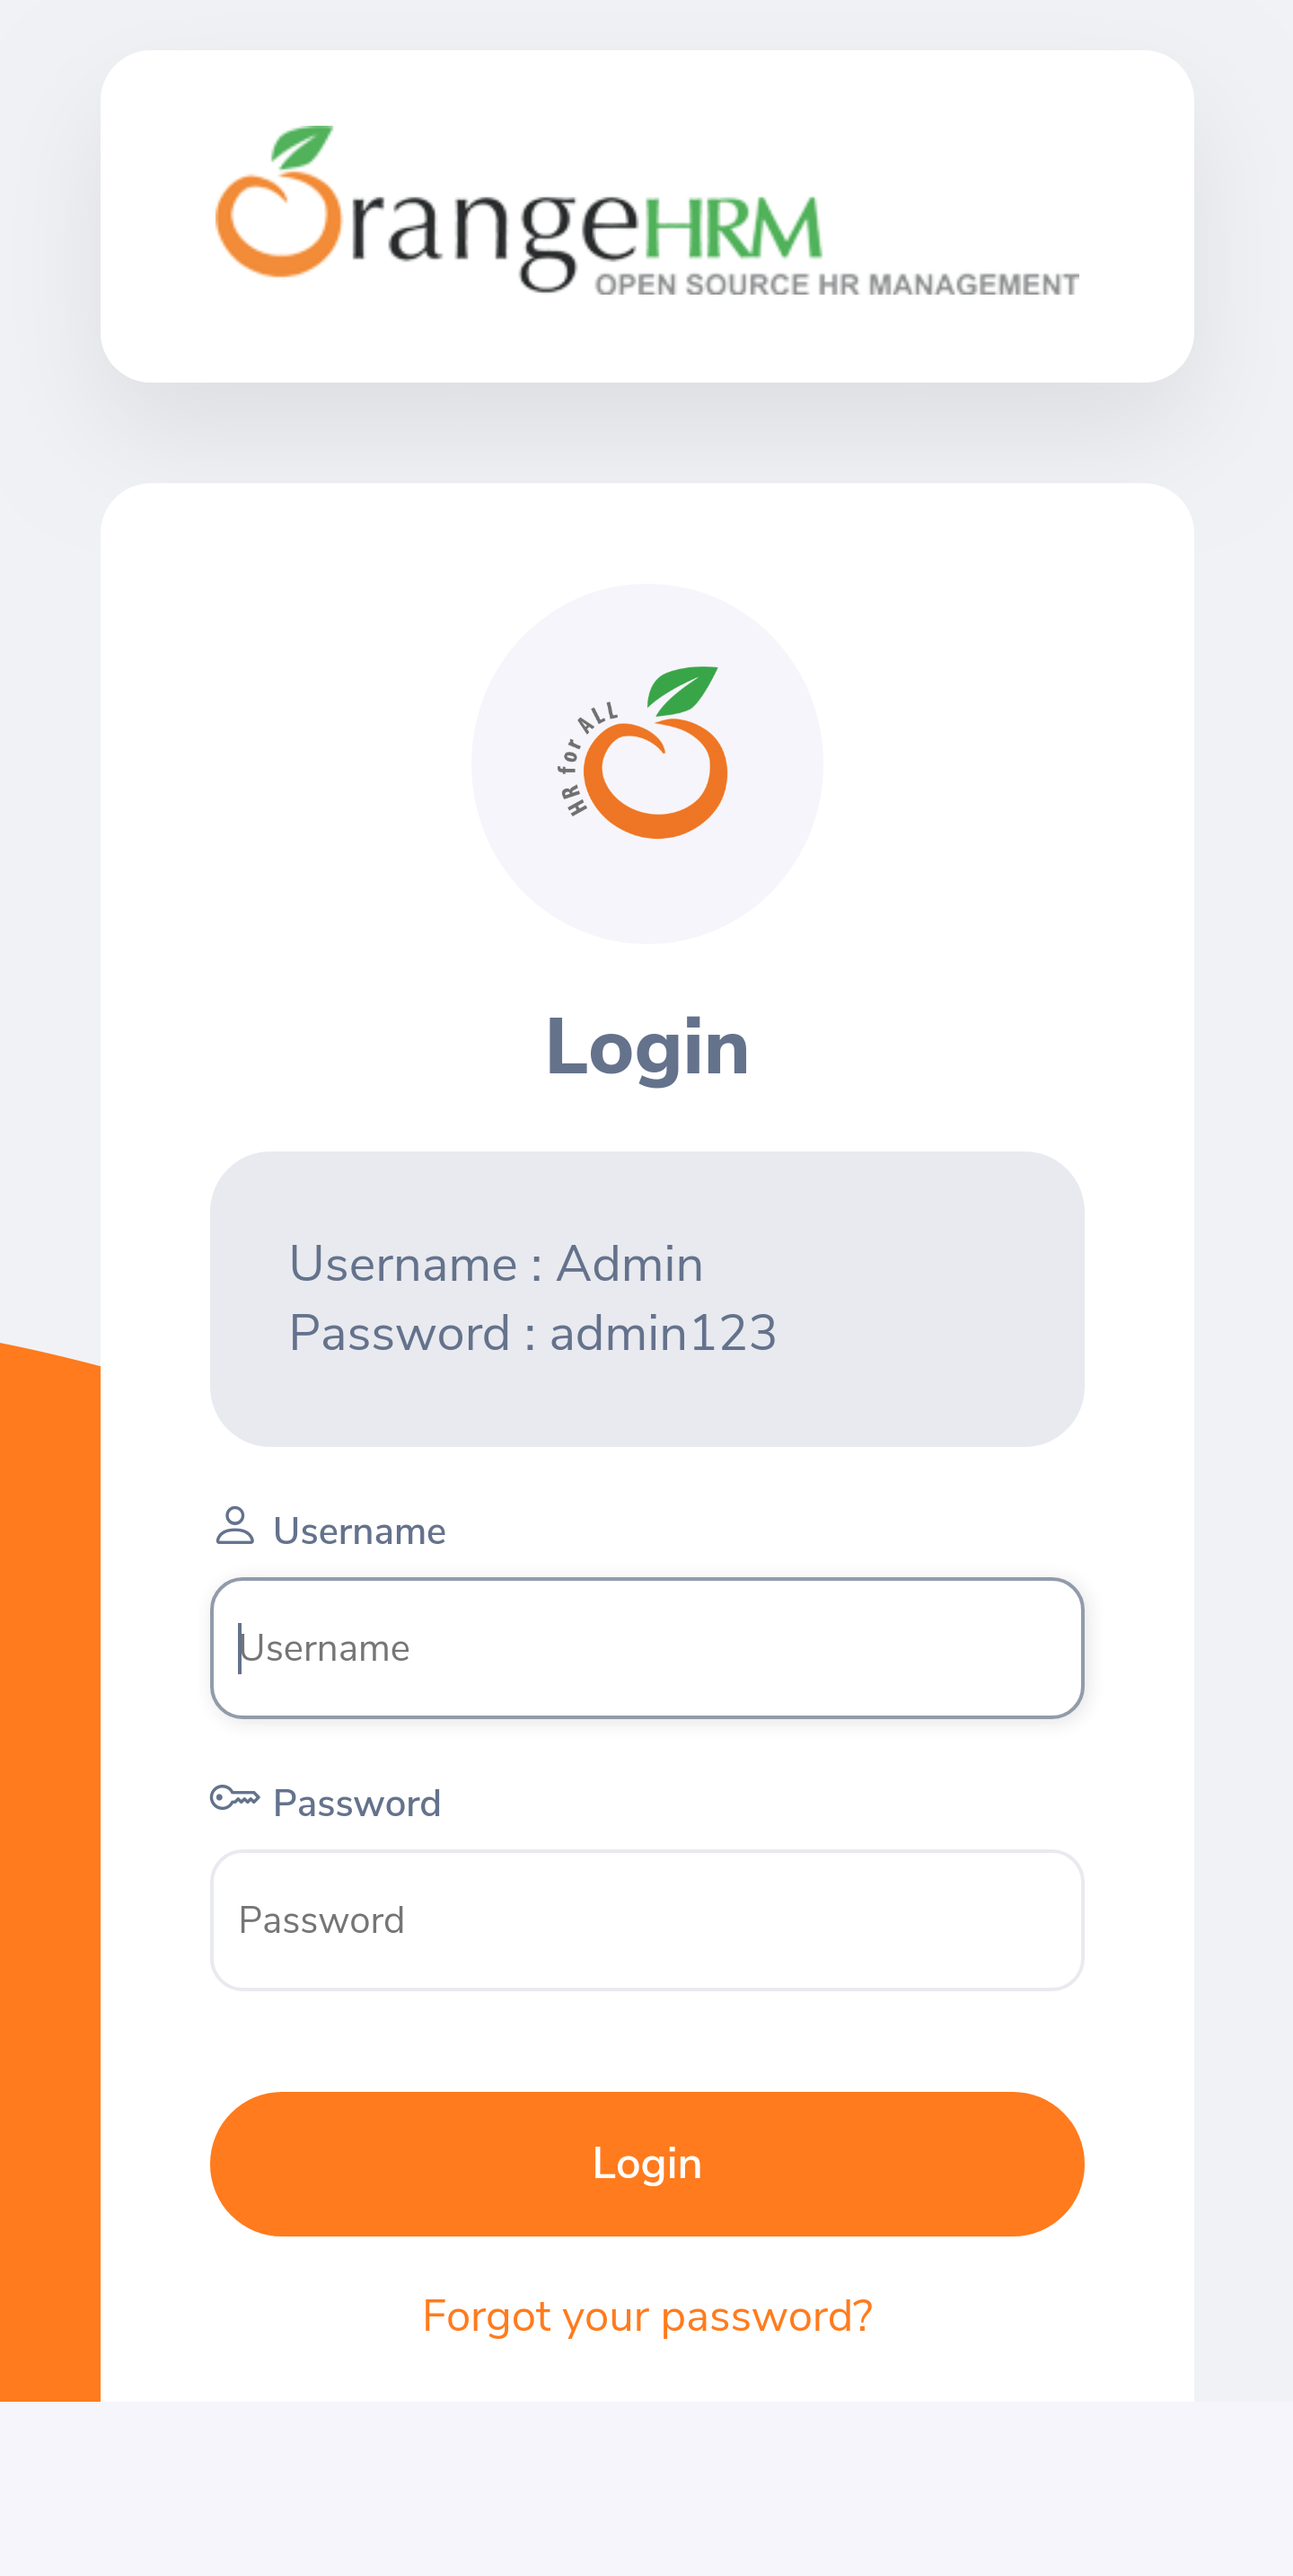 OrangeHRM
OPEN SOURCE HR MANAGEMENT
HR for ALL
Login
Username : Admin
Password : admin123
Username
Username
Password
Password
Login
Forgot your password?